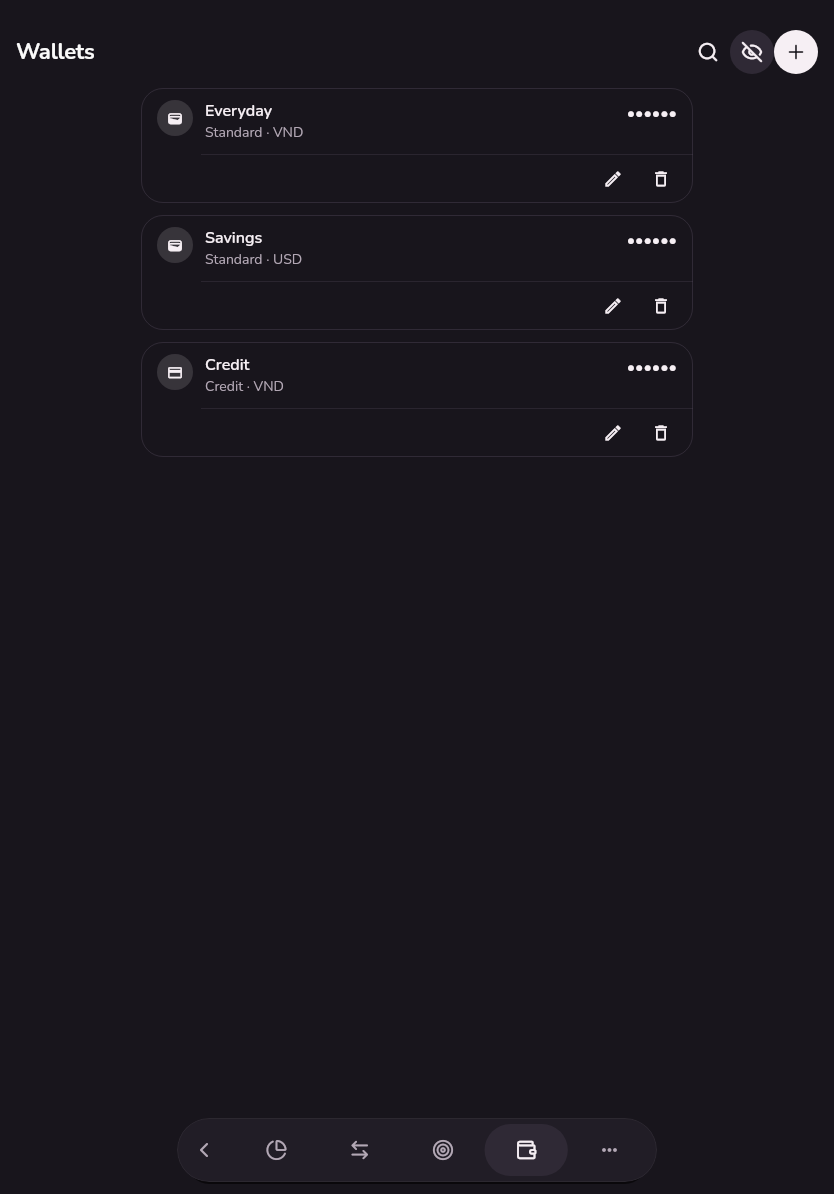 Wallets
Everyday
••••••
Standard · VND
Savings
••••••
Standard · USD
Credit
••••••
Credit · VND